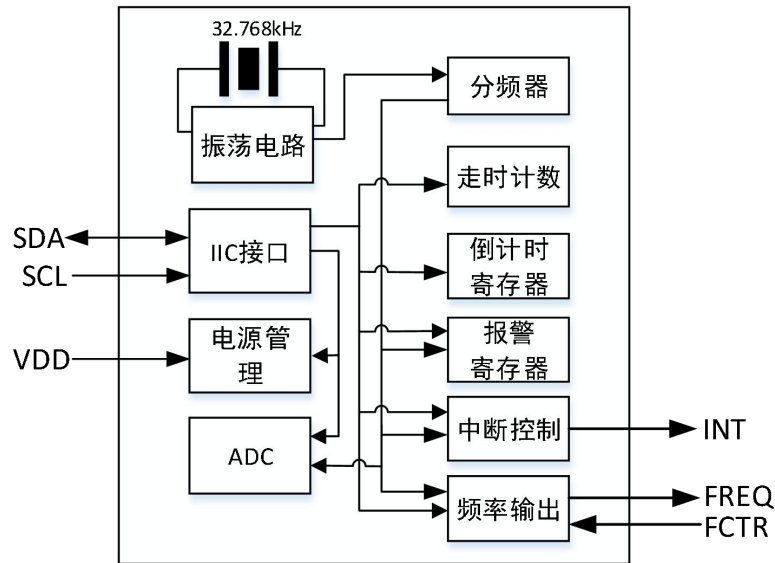 32.768kHz
振荡电路
分频器
走时计数
SDA
IIC接口
SCL
倒计时
寄存器
VDD
电源管
理
报警
寄存器
ADC
中断控制
INT
频率输出
FREQ
FCTR